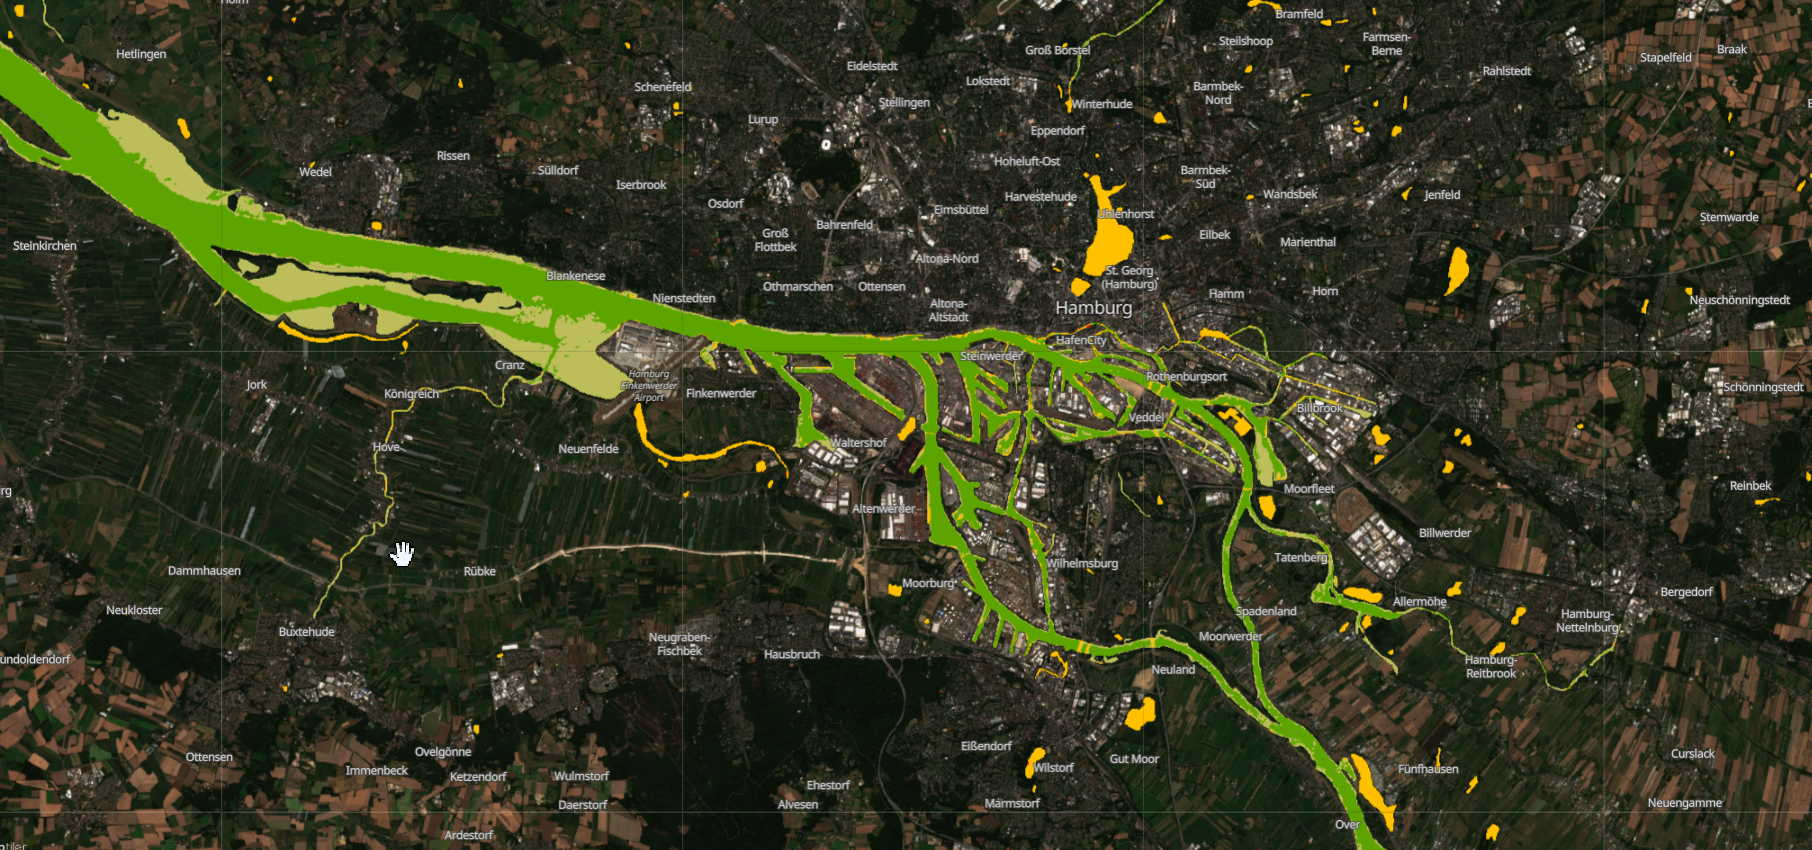 Holm
Hetlingen
Eidelstedt
Schenefeld
Lokstedt
Groß Borstel
Stellingen
Lurup
Winterhude
Eppendorf
Bramfeld
Steilshoop
Farmsen-
Berne
Rahlstedt
Stapelfeld
Braak
Barmbek-
Nord
Wedel
Rissen
Sülldorf
Iserbrook
Osdorf
Groß
Flottbek
Bahrenfeld
Eimsbüttel
Hoheluft-Ost
Harvestehude
Uhlenhorst
Barmbek-
Süd
Wandsbek
Jenfeld
Eilbek
Marienthal
Stemwarde
Steinkirchen
Blankenese
Nienstedten
Othmarschen
Ottensen
Altona-Nord
Altona-
Altstadt
St. Georg
(Hamburg)
Hamburg
Hamm
Horn
Neuschönningstedt
HafenCity
Steinwerder
Rothenburgsort
Schönningstedt
Jork
Cranz
Königreich
Hamburg
Finkenwerder
Airport
Finkenwerder
Veddel
Billbrook
Hove
Neuenfelde
Waltershof
rg
Moorfleet
Reinbek
Altenwerder
Billwerder
Dammhausen
Rübke
Moorburg
Wilhelmsburg
Tatenberg
Neukloster
Buxtehude
Spadenland
Allermöhe
Bergedorf
Hamburg-
Nettelnburg
undoldendorf
Neugraben-
Fischbek
Hausbruch
Moorwerder
Neuland
Hamburg-
Reitbrook
Ottensen
Ovelgönne
Immenbeck
Ketzendorf
Wulmstorf
Daerstorf
Eißendorf
Wilstorf
Gut Moor
Fünfhausen
Curslack
Ehestorf
Alvesen
Marmstorf
Neuengamme
Over
Ardestorf